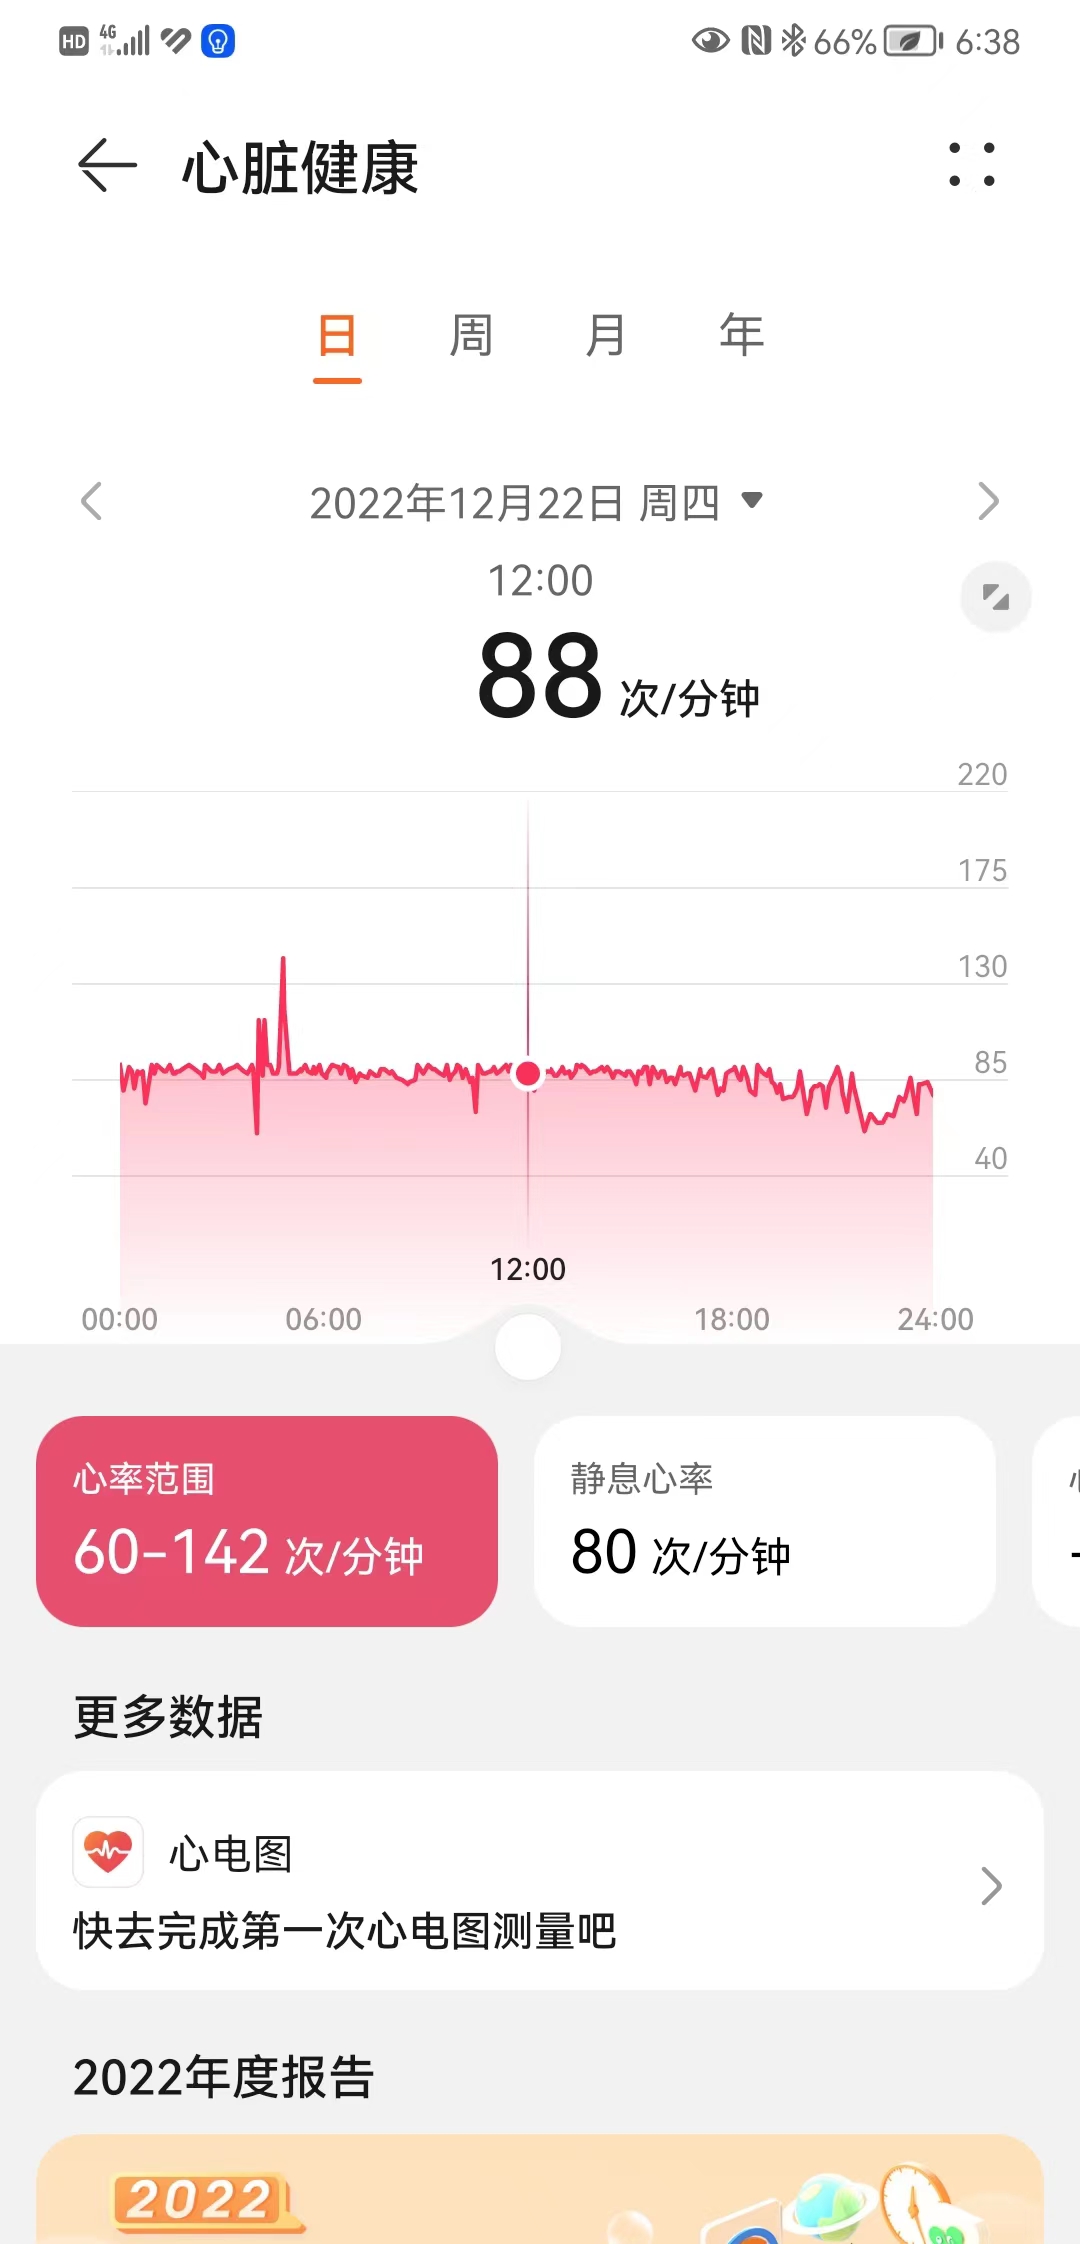 HD 4G 66% 6:38
心脏健康
日 周 月 年
2022年12月22日 周四
12:00
88 次/分钟
220
175
130
85
40
12:00
00:00 06:00 18:00 24:00
心率范围 静息心率
60-142 次/分钟 80 次/分钟
更多数据
心电图
快去完成第一次心电图测量吧
2022年度报告
2022